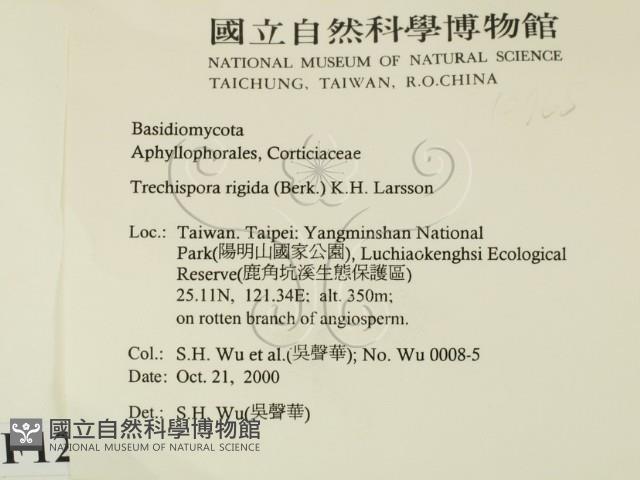 國立自然科學博物館
NATIONAL MUSEUM OF NATURAL SCIENCE
TAICHUNG, TAIWAN, R.O.CHINA
Basidiomycota
Aphyllophorales, Corticiaceae
Trechispora rigida (Berk.) K.H. Larsson
Loc.: Taiwan. Taipei: Yangminshan National
Park(陽明山國家公園), Luchiaokenghsi Ecological
Reserve(鹿角坑溪生態保護區)
25.11N, 121.34E; alt. 350m;
on rotten branch of angiosperm.
Col.: S.H. Wu et al.(吳聲華); No. Wu 0008-5
Date: Oct. 21, 2000
Det.: S.H. Wu(吳聲華)
國立自然科學博物館
NATIONAL MUSEUM OF NATURAL SCIENCE